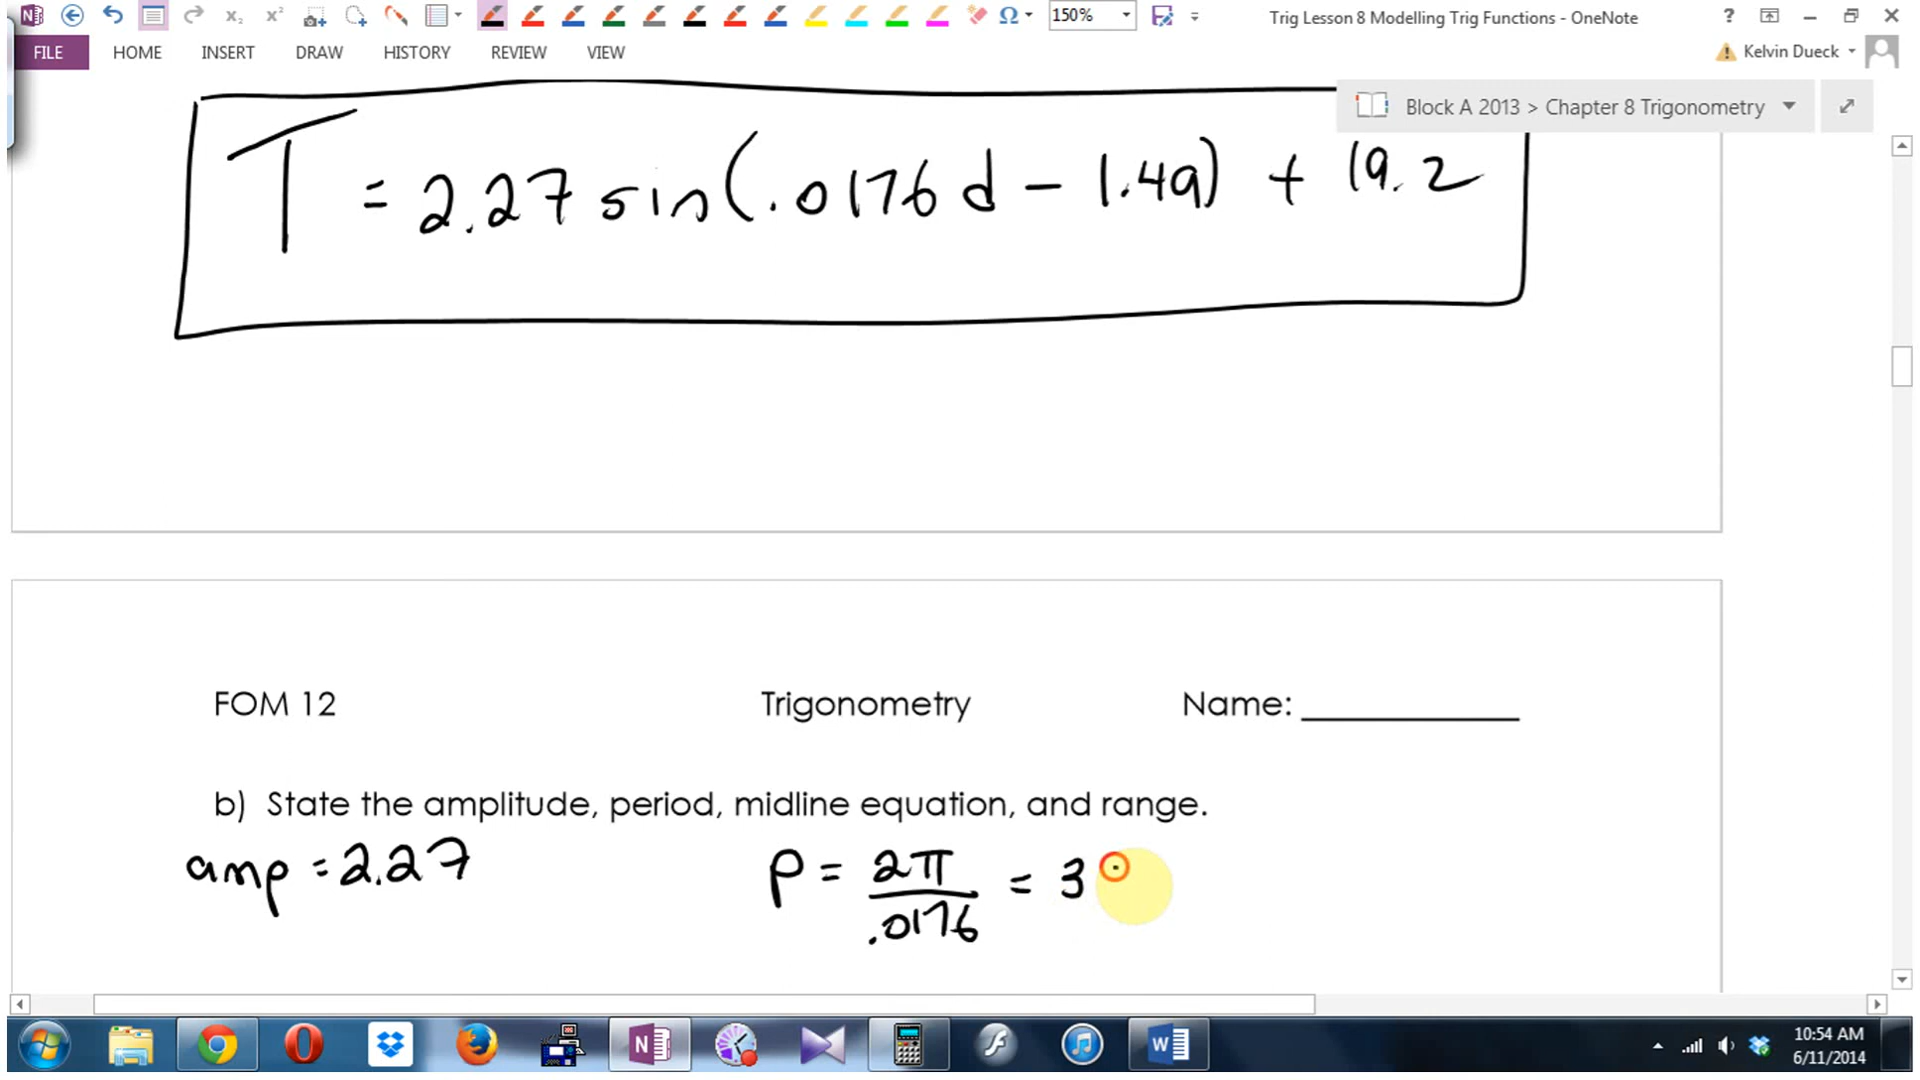 150%
Trig Lesson 8 Modelling Trig Functions - OneNote
FILE HOME INSERT DRAW HISTORY REVIEW VIEW
Kelvin Dueck
Block A 2013 > Chapter 8 Trigonometry
T = 2.27 sin(.0176 d - 1.49) + 19.2
FOM 12 Trigonometry Name: ____________
b) State the amplitude, period, midline equation, and range.
amp = 2.27 P = 2π/.0176 = 3
10:54 AM
6/11/2014